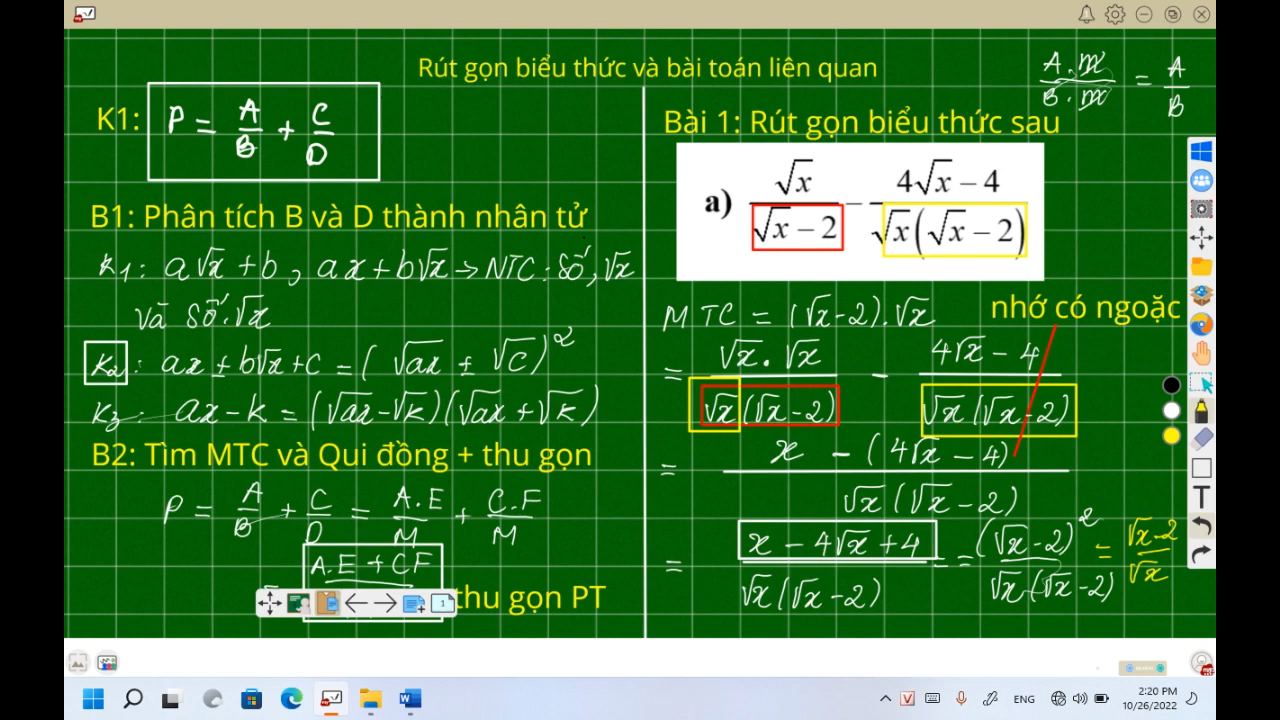 Rút gọn biểu thức và bài toán liên quan
K1: P = A/B + C/D
B1: Phân tích B và D thành nhân tử
K1: a√x + b, ax + b√x → NTC: Số, √x
và số.√x
K2: ax ± b√x + c = (√ax ± √c)²
K3: ax - k = (√ax - √k)(√ax + √k)
B2: Tìm MTC và Qui đồng + thu gọn
P = A/B + C/D = A.E/M + C.F/M
A.E + CF
thu gọn PT
A.m/B.m = A/B
Bài 1: Rút gọn biểu thức sau
a) √x/(√x - 2) - (4√x - 4)/(√x(√x - 2))
nhớ có ngoặc
MTC = (√x - 2).√x
= √x.√x/(√x(√x - 2)) - (4√x - 4)/(√x(√x - 2))
= (x - (4√x - 4))/(√x(√x - 2))
= (x - 4√x + 4)/(√x(√x - 2)) = (√x - 2)²/(√x(√x - 2)) = (√x - 2)/√x
1
ENG
2:20 PM
10/26/2022